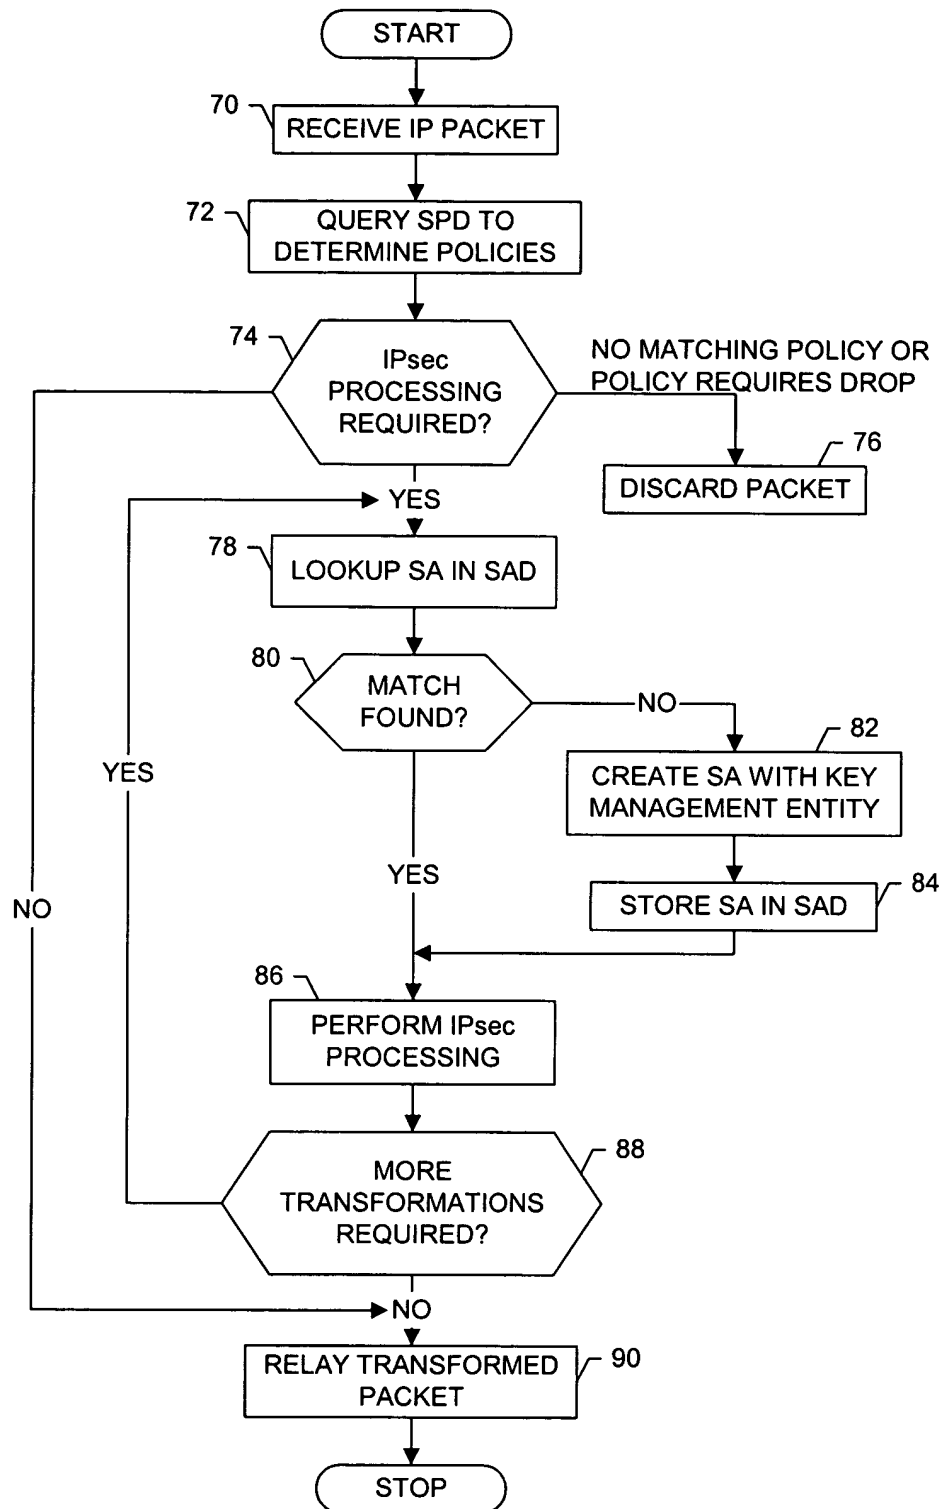 START
70
RECEIVE IP PACKET
72
QUERY SPD TO
DETERMINE POLICIES
74
IPsec
PROCESSING
REQUIRED?
NO MATCHING POLICY OR
POLICY REQUIRES DROP
76
DISCARD PACKET
YES
78
LOOKUP SA IN SAD
80
MATCH
FOUND?
NO
82
CREATE SA WITH KEY
MANAGEMENT ENTITY
YES
YES
84
STORE SA IN SAD
NO
86
PERFORM IPsec
PROCESSING
88
MORE
TRANSFORMATIONS
REQUIRED?
NO
90
RELAY TRANSFORMED
PACKET
STOP